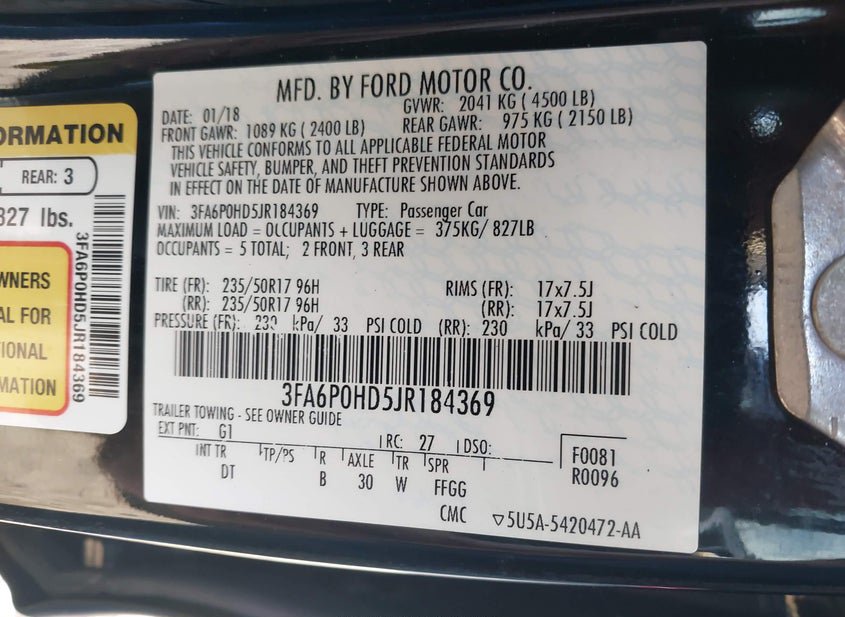 ORMATION
REAR: 3
827 lbs.
3FA6P0HD5JR184369
WNERS
AL FOR
TIONAL
MATION
MFD. BY FORD MOTOR CO.
DATE: 01/18 GVWR: 2041 KG ( 4500 LB)
FRONT GAWR: 1089 KG ( 2400 LB) REAR GAWR: 975 KG ( 2150 LB)
THIS VEHICLE CONFORMS TO ALL APPLICABLE FEDERAL MOTOR
VEHICLE SAFETY, BUMPER, AND THEFT PREVENTION STANDARDS
IN EFFECT ON THE DATE OF MANUFACTURE SHOWN ABOVE.
VIN: 3FA6P0HD5JR184369 TYPE: Passenger Car
MAXIMUM LOAD = OCCUPANTS + LUGGAGE = 375KG/ 827LB
OCCUPANTS = 5 TOTAL; 2 FRONT, 3 REAR
TIRE (FR): 235/50R17 96H RIMS (FR): 17x7.5J
(RR): 235/50R17 96H (RR): 17x7.5J
PRESSURE (FR): 230 kPa/ 33 PSI COLD (RR): 230 kPa/ 33 PSI COLD
3FA6P0HD5JR184369
TRAILER TOWING - SEE OWNER GUIDE
EXT PNT: G1 RC: 27 DSO: F0081
INT TR TP/PS R AXLE TR SPR R0096
DT B 30 W FFGG
CMC ▽5U5A-5420472-AA